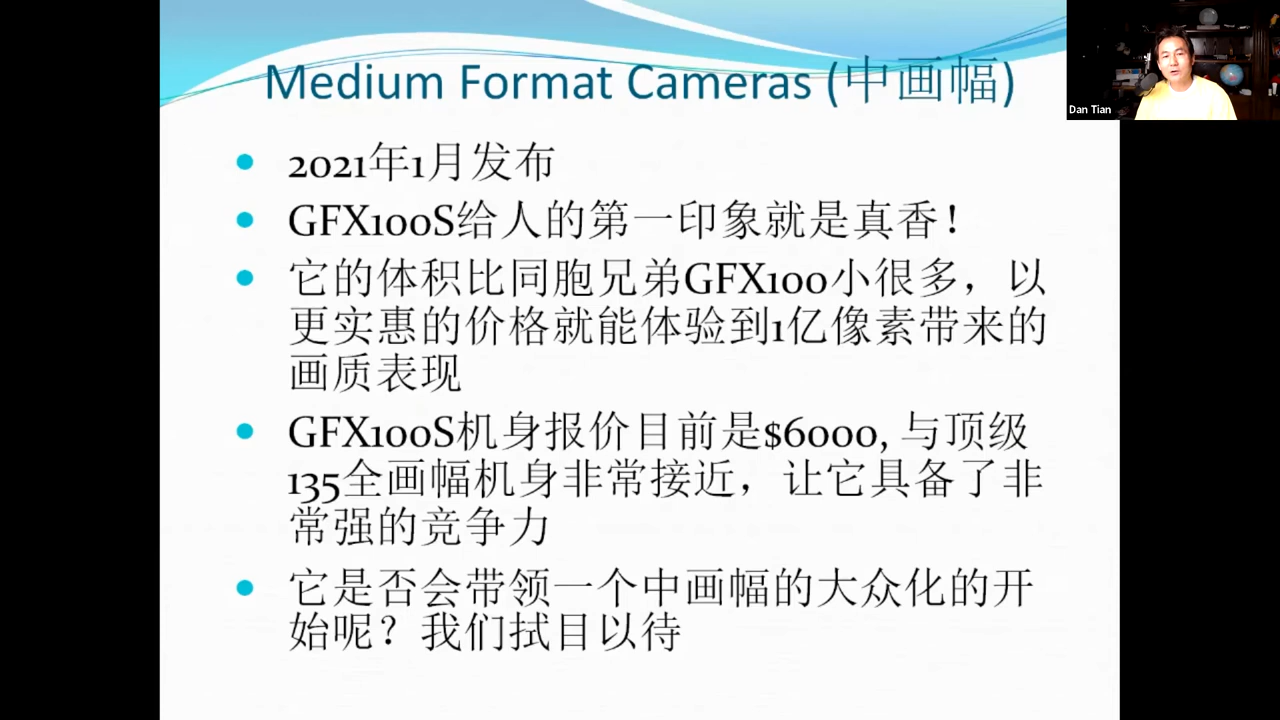 Medium Format Cameras (中画幅)
Dan Tian
• 2021年1月发布
• GFX100S给人的第一印象就是真香！
• 它的体积比同胞兄弟GFX100小很多，以
更实惠的价格就能体验到1亿像素带来的
画质表现
• GFX100S机身报价目前是$6000, 与顶级
135全画幅机身非常接近，让它具备了非
常强的竞争力
• 它是否会带领一个中画幅的大众化的开
始呢？我们拭目以待